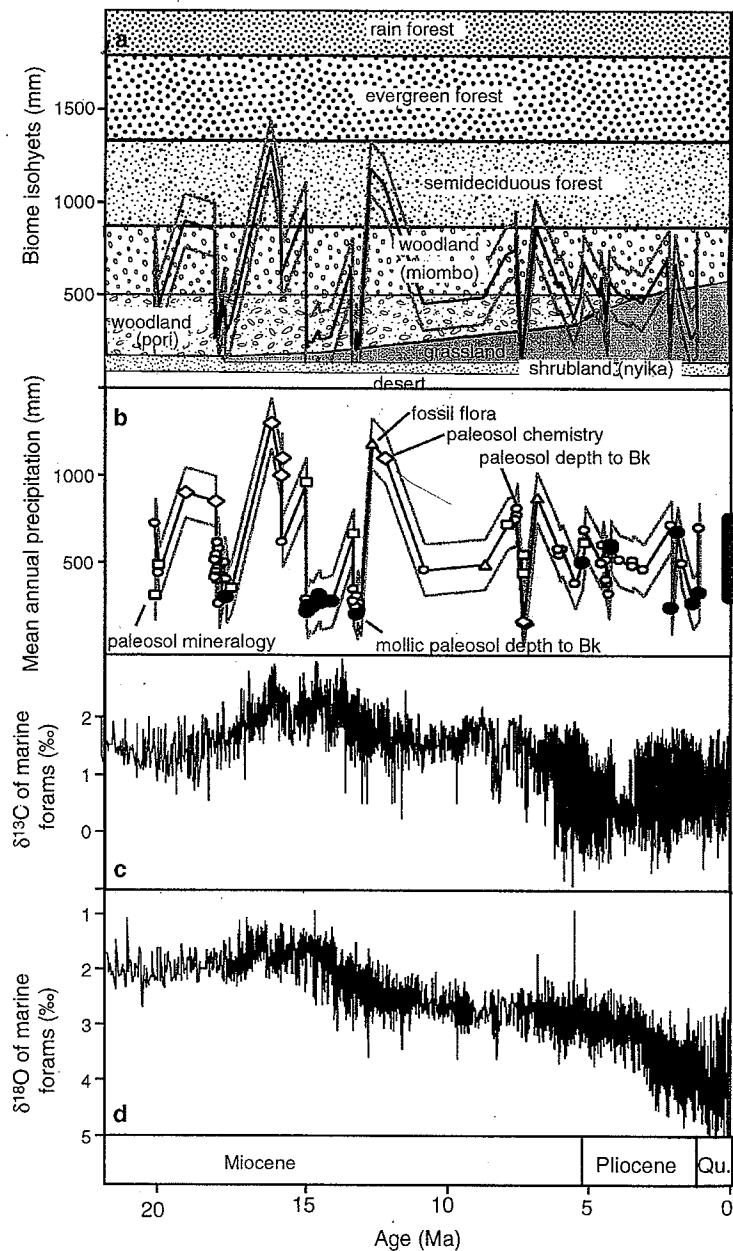 a
rain forest
evergreen forest
semideciduous forest
woodland
(miombo)
woodland
(pori)
grassland
shrubland (nyika)
desert
Biome isohyets (mm)
1500
1000
500
b
fossil flora
paleosol chemistry
paleosol depth to Bk
paleosol mineralogy
mollic paleosol depth to Bk
Mean annual precipitation (mm)
1000
500
δ13C of marine
forams (‰)
2
1
0
c
δ18O of marine
forams (‰)
1
2
3
4
5
d
Miocene
Pliocene
Qu.
20
15
10
5
0
Age (Ma)